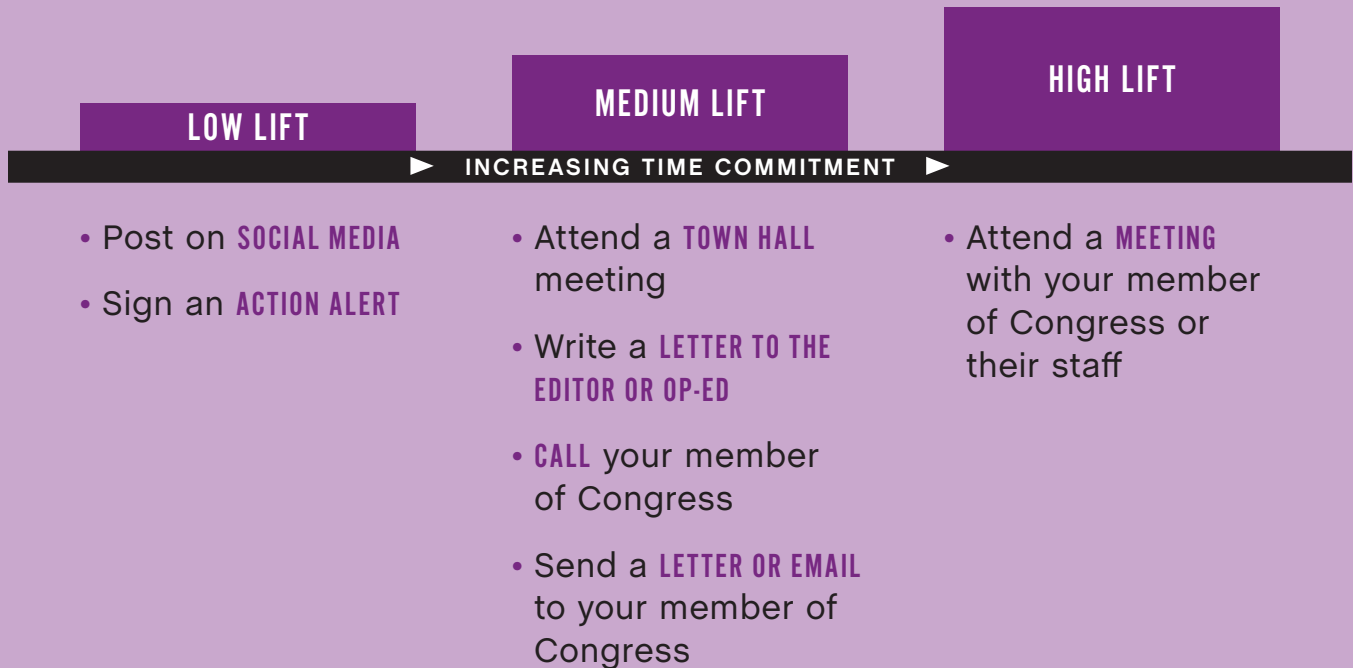 LOW LIFT
MEDIUM LIFT
HIGH LIFT
INCREASING TIME COMMITMENT
• Post on SOCIAL MEDIA
• Sign an ACTION ALERT
• Attend a TOWN HALL
meeting
• Write a LETTER TO THE
EDITOR OR OP-ED
• CALL your member
of Congress
• Send a LETTER OR EMAIL
to your member of
Congress
• Attend a MEETING
with your member
of Congress or
their staff